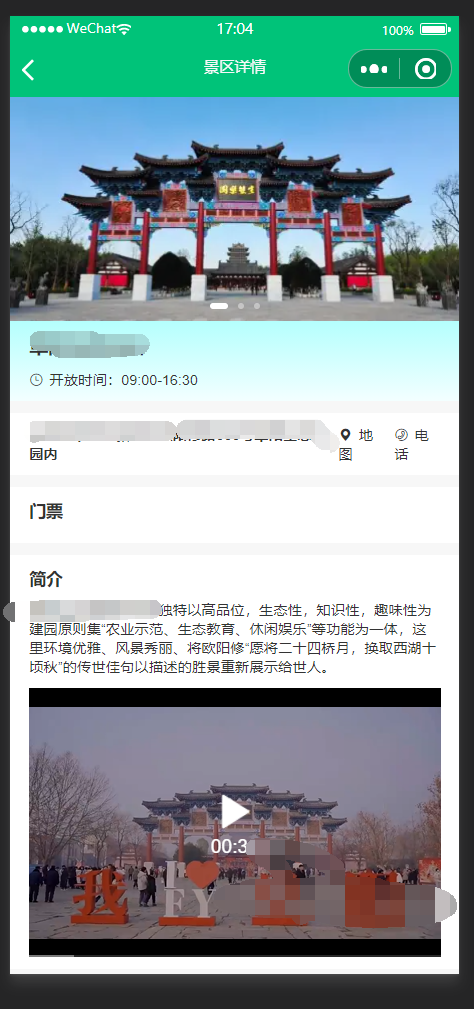 WeChat
17:04
100%
景区详情
开放时间：09:00-16:30
地图
电话
园内
门票
简介
独特以高品位，生态性，知识性，趣味性为
建园原则集“农业示范、生态教育、休闲娱乐”等功能为一体，这
里环境优雅、风景秀丽、将欧阳修“愿将二十四桥月，换取西湖十
顷秋”的传世佳句以描述的胜景重新展示给世人。
00:3
我
FY